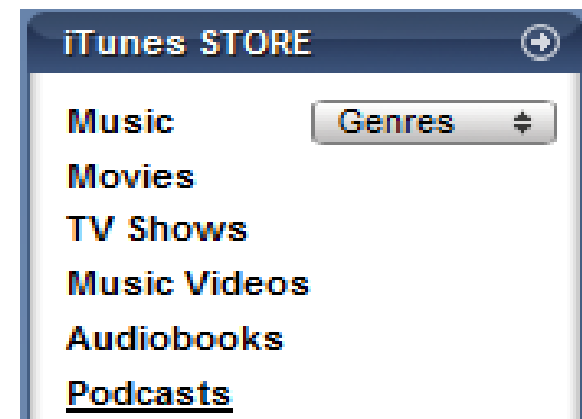 iTunes STORE
Music Genres
Movies
TV Shows
Music Videos
Audiobooks
Podcasts